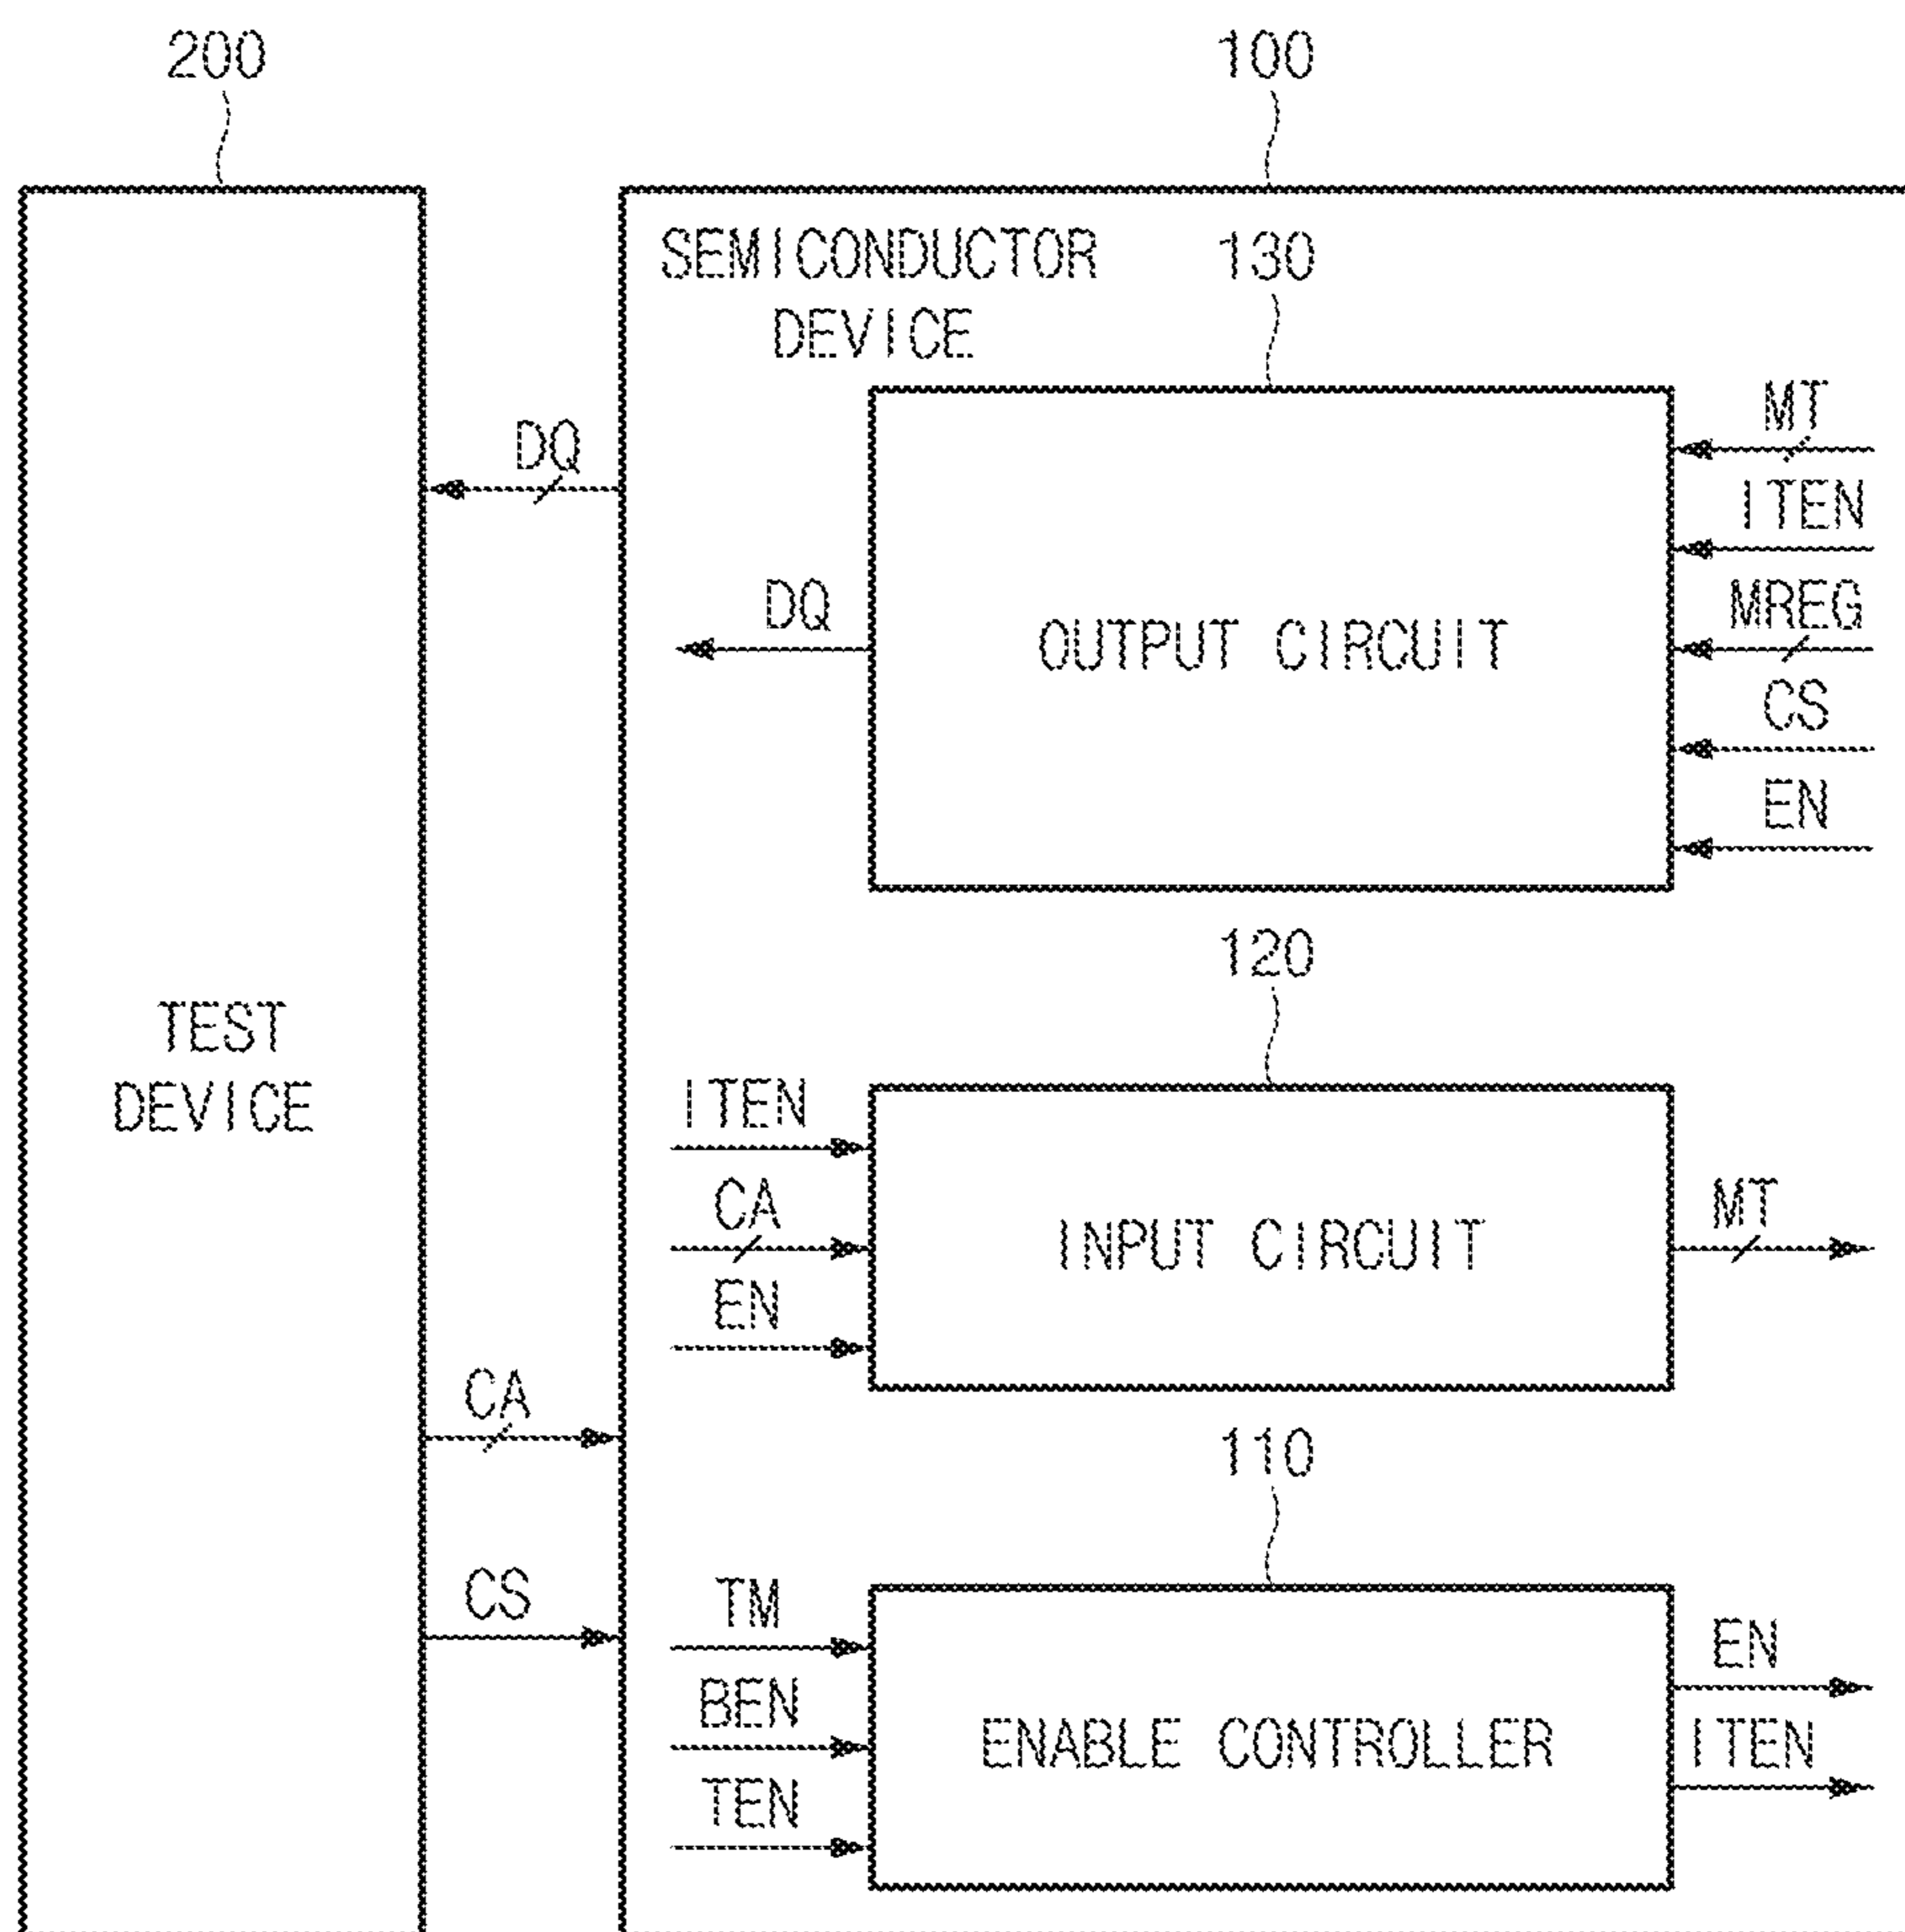 200
100
SEMICONDUCTOR
DEVICE
130
MT
ITEN
MREG
CS
EN
DQ
DQ
OUTPUT CIRCUIT
120
TEST
DEVICE
ITEN
CA
EN
INPUT CIRCUIT
MT
CA
CS
110
TM
BEN
TEN
ENABLE CONTROLLER
EN
ITEN